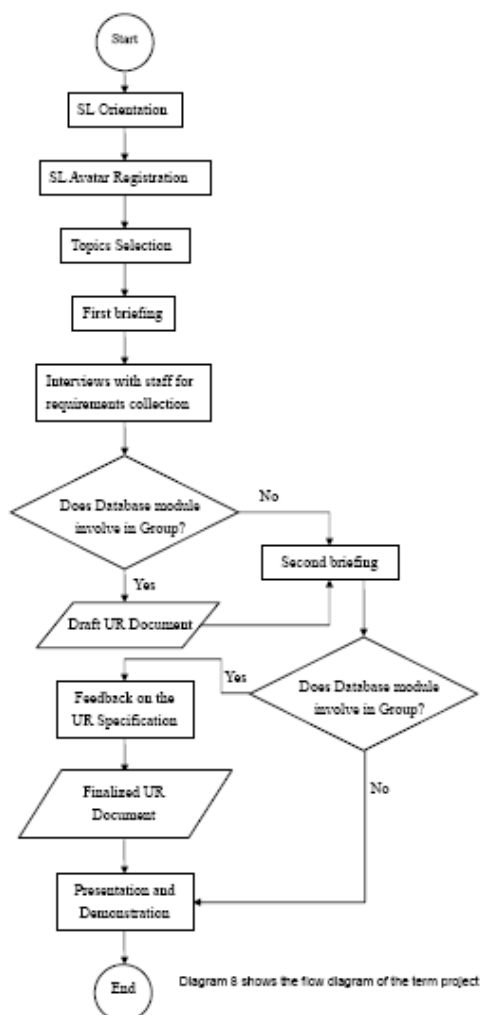 Start
SL Orientation
SL Avatar Registration
Topics Selection
First briefing
Interviews with staff for
requirements collection
Does Database module
involve in Group?
No
Second briefing
Yes
Draft UR Document
Yes
Feedback on the
UR Specification
Does Database module
involve in Group?
Finalized UR
Document
No
Presentation and
Demonstration
End
Diagram 8 shows the flow diagram of the term project